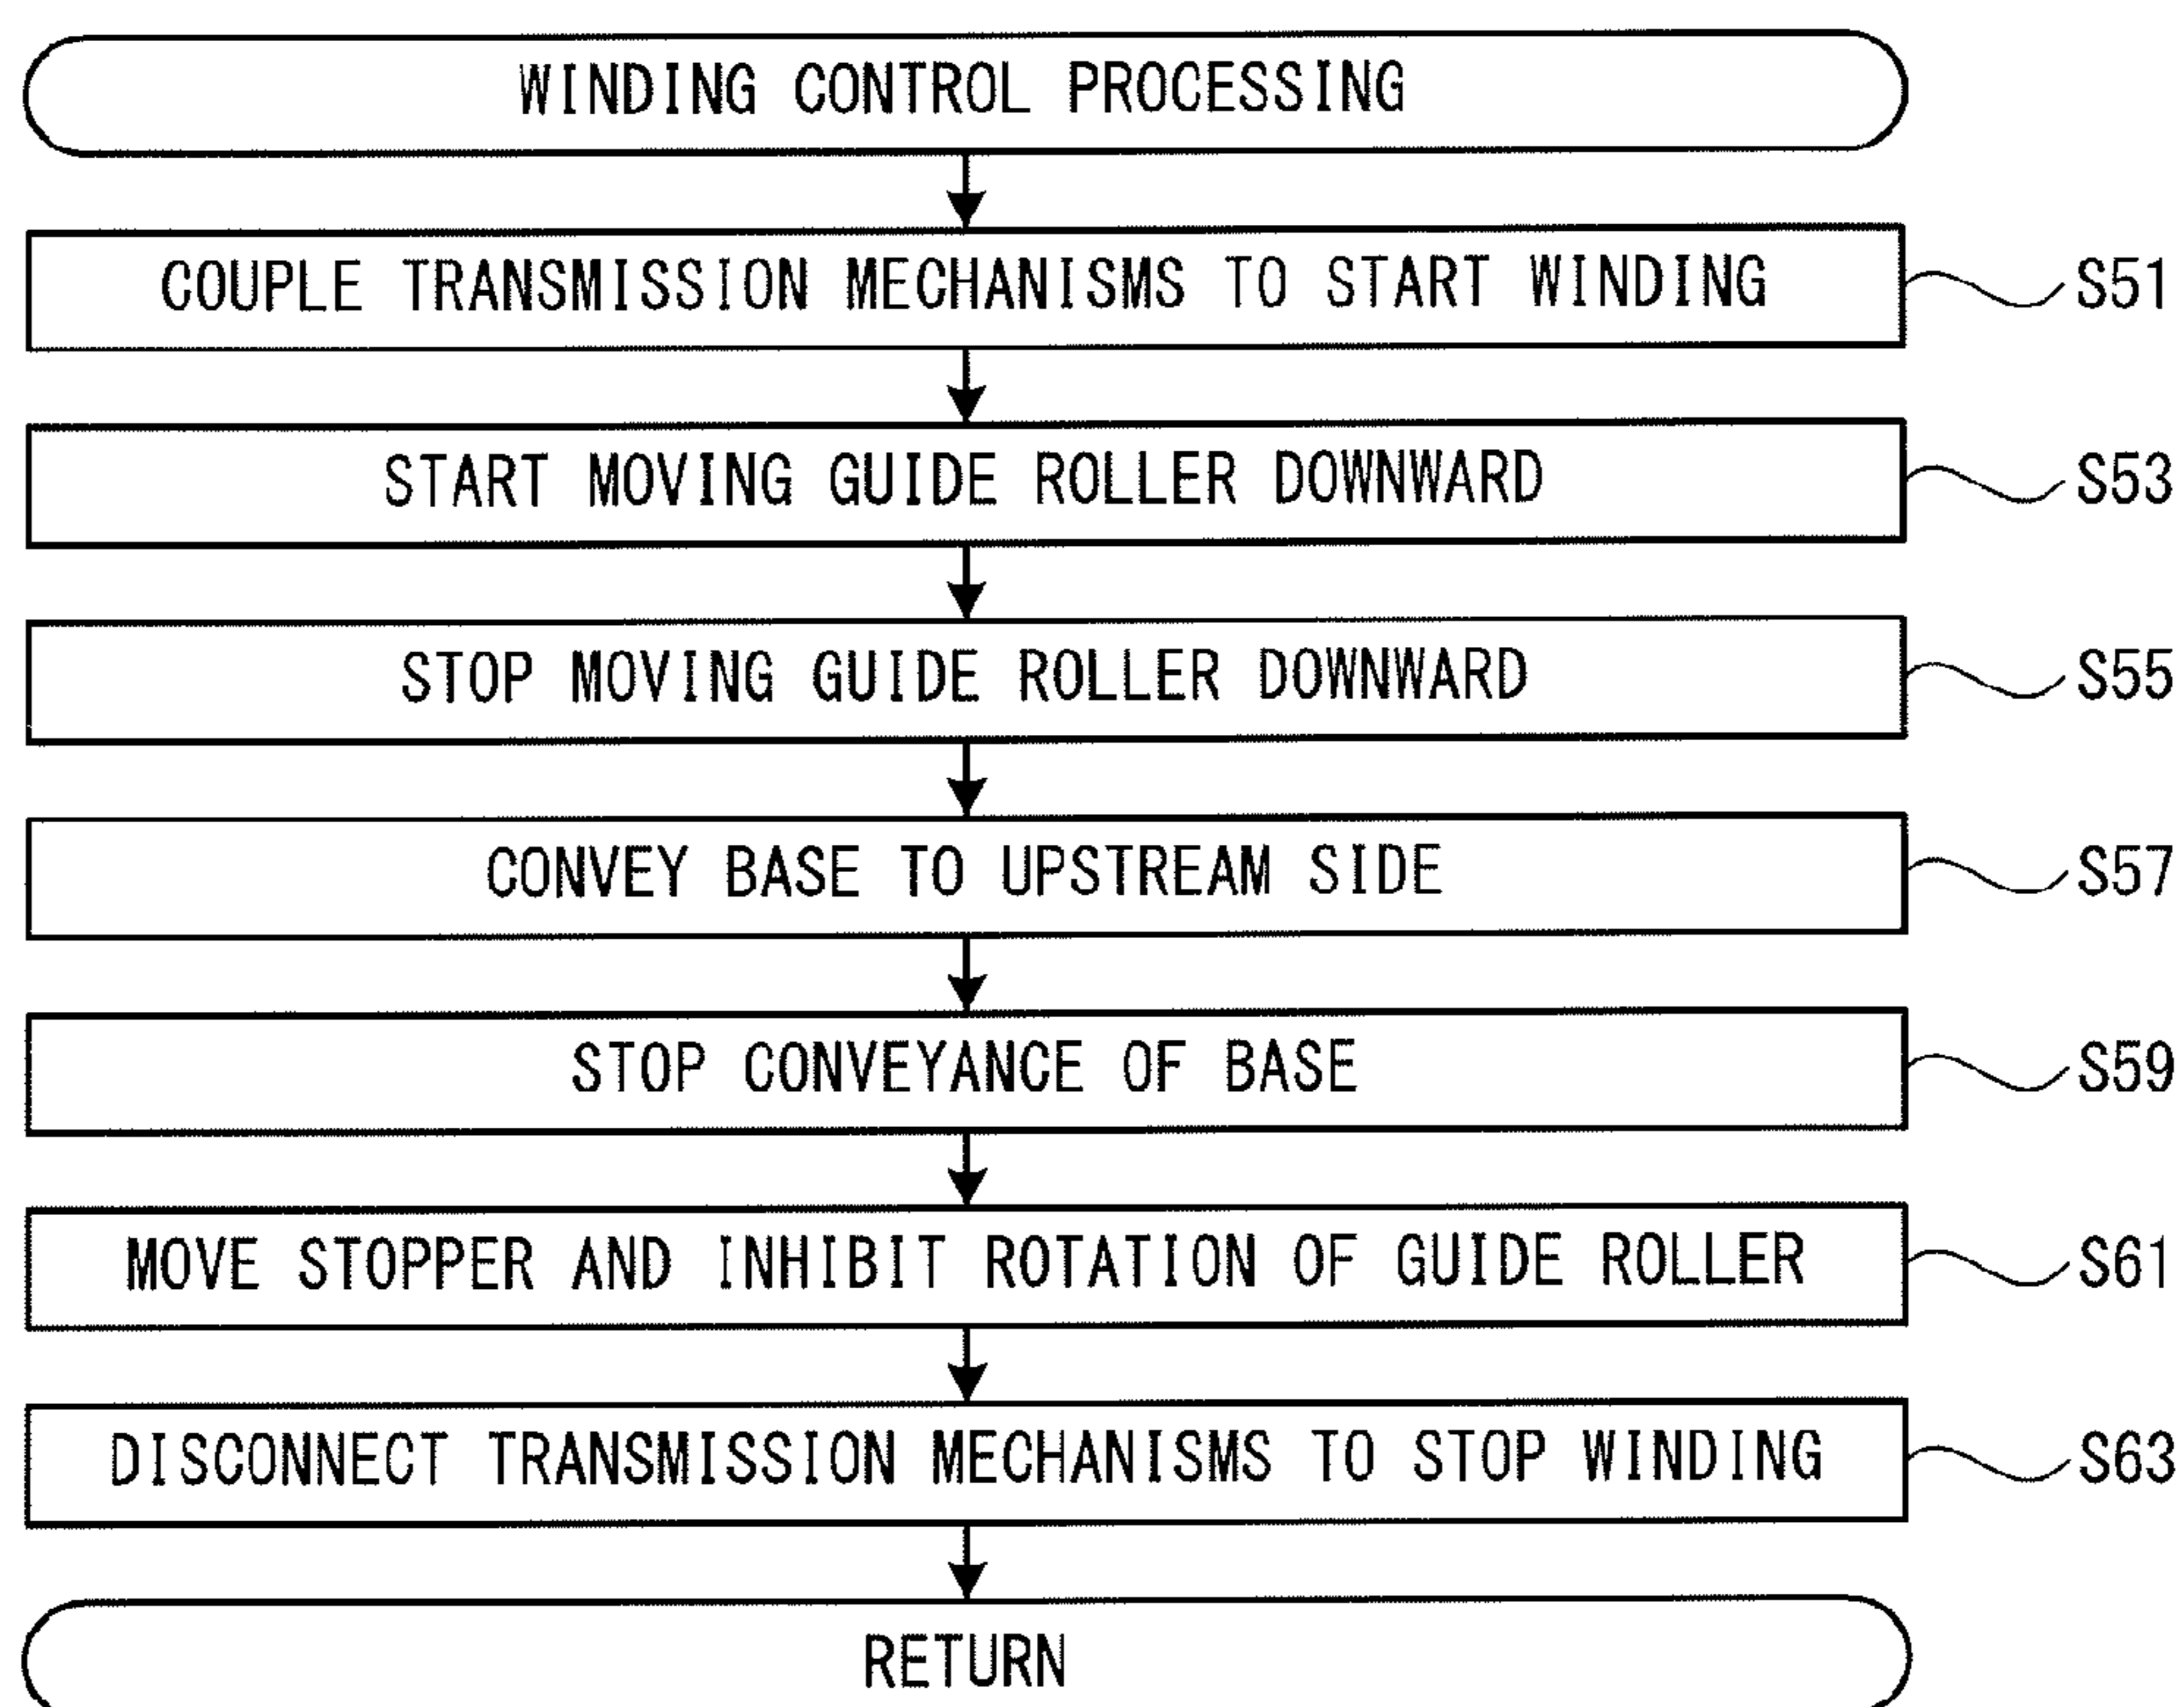 WINDING CONTROL PROCESSING
COUPLE TRANSMISSION MECHANISMS TO START WINDING S51
START MOVING GUIDE ROLLER DOWNWARD S53
STOP MOVING GUIDE ROLLER DOWNWARD S55
CONVEY BASE TO UPSTREAM SIDE S57
STOP CONVEYANCE OF BASE S59
MOVE STOPPER AND INHIBIT ROTATION OF GUIDE ROLLER S61
DISCONNECT TRANSMISSION MECHANISMS TO STOP WINDING S63
RETURN